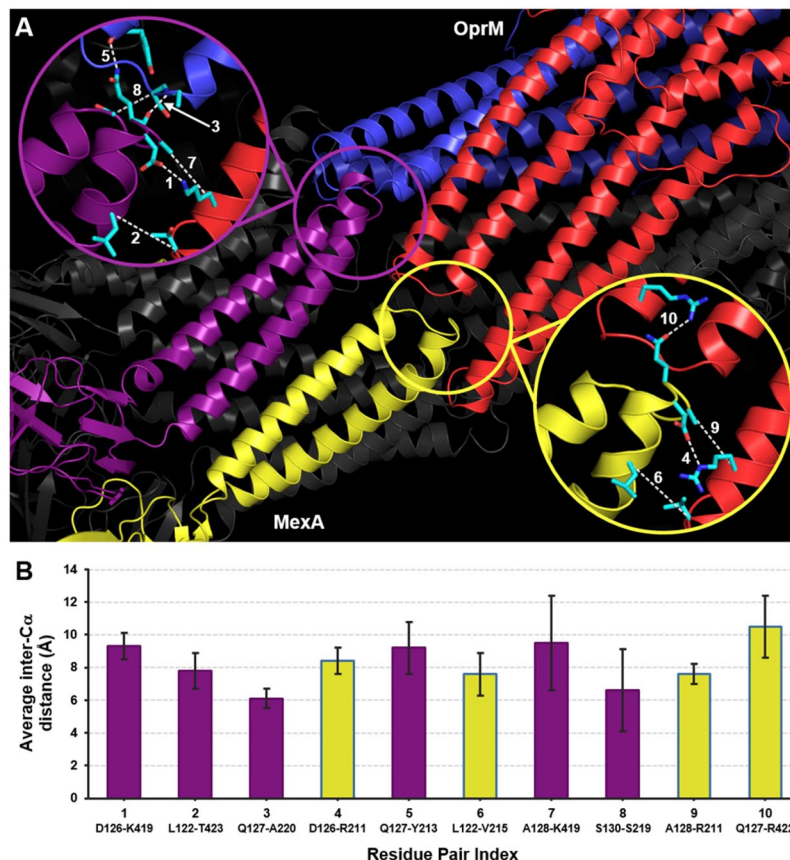 A
OprM
5
8
3
7
1
2
10
9
4
6
MexA
B
Average inter-Cα
distance (Å)
14
12
10
8
6
4
2
0
1 2 3 4 5 6 7 8 9 10
D126-K419 L122-T423 Q127-A220 D126-R211 Q127-Y213 L122-V215 A128-K419 S130-S219 A128-R211 Q127-R422
Residue Pair Index